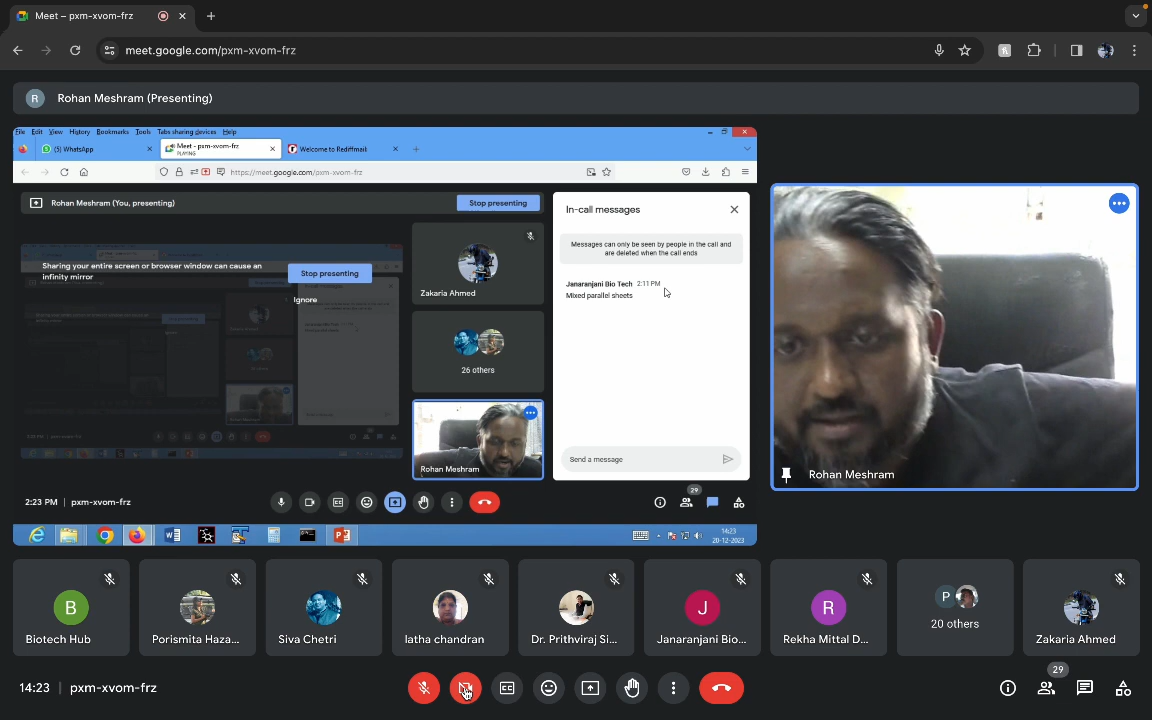 Meet – pxm-xvom-frz
meet.google.com/pxm-xvom-frz
R
Rohan Meshram (Presenting)
File Edit View History Bookmarks Tools Tabs sharing devices Help
(5) WhatsApp
Meet - pxm-xvom-frz
PLAYING
Welcome to Rediffmail
https://meet.google.com/pxm-xvom-frz
Rohan Meshram (You, presenting)
Stop presenting
Sharing your entire screen or browser window can cause an
infinity mirror
Stop presenting
Ignore
Zakaria Ahmed
26 others
Rohan Meshram
In-call messages
Messages can only be seen by people in the call and
are deleted when the call ends
Janaranjani Bio Tech 2:11 PM
Mixed parallel sheets
Send a message
2:23 PM | pxm-xvom-frz
29
14:23
20-12-2023
Rohan Meshram
B
Biotech Hub
Porismita Haza...
Siva Chetri
latha chandran
Dr. Prithviraj Si...
J
Janaranjani Bio...
R
Rekha Mittal D...
P
20 others
Zakaria Ahmed
14:23 | pxm-xvom-frz
29